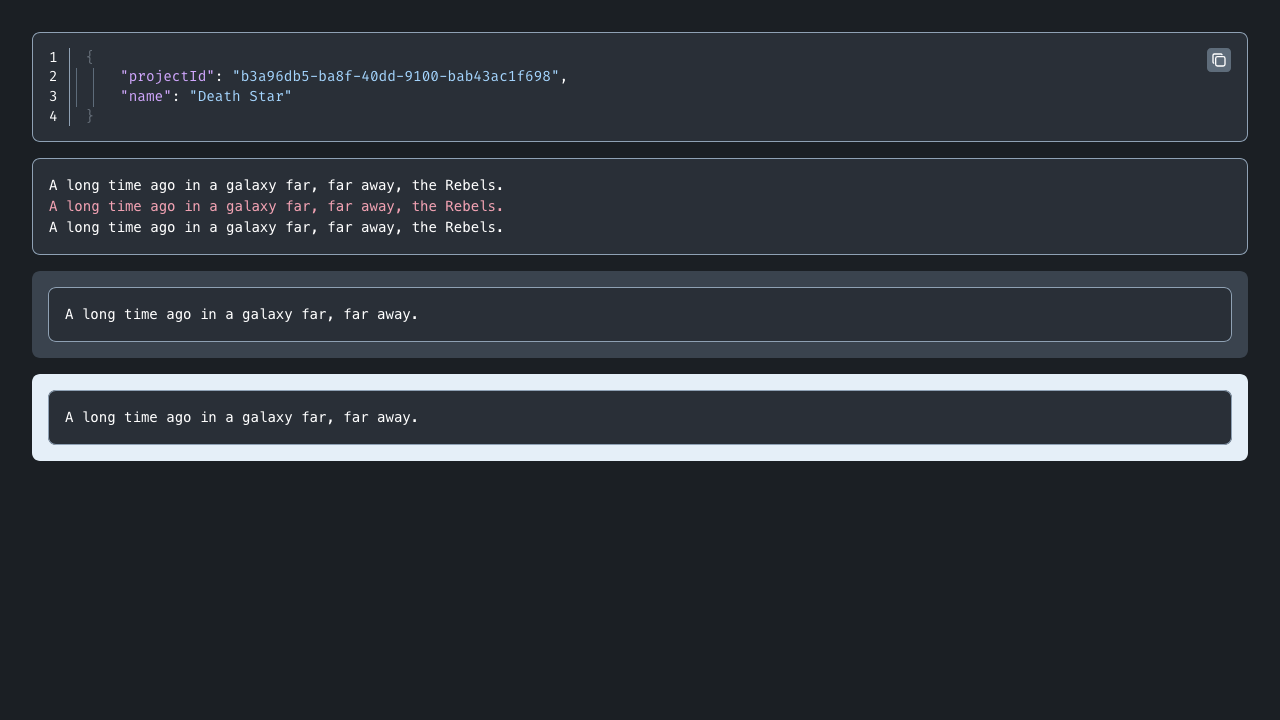 1 {
2 "projectId": "b3a96db5-ba8f-40dd-9100-bab43ac1f698",
3 "name": "Death Star"
4 }
A long time ago in a galaxy far, far away, the Rebels.
A long time ago in a galaxy far, far away, the Rebels.
A long time ago in a galaxy far, far away, the Rebels.
A long time ago in a galaxy far, far away.
A long time ago in a galaxy far, far away.